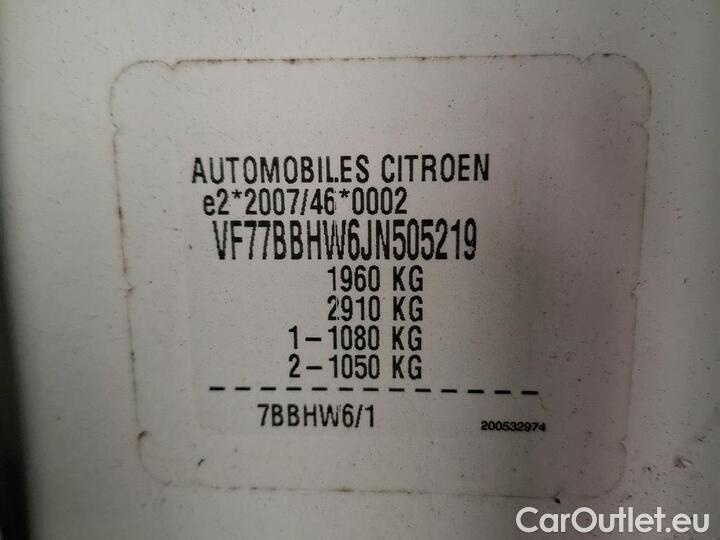 AUTOMOBILES CITROEN
e2*2007/46*0002
VF77BBHW6JN505219
1960 KG
2910 KG
1-1080 KG
2-1050 KG
7BBHW6/1
200532974
CarOutlet.eu